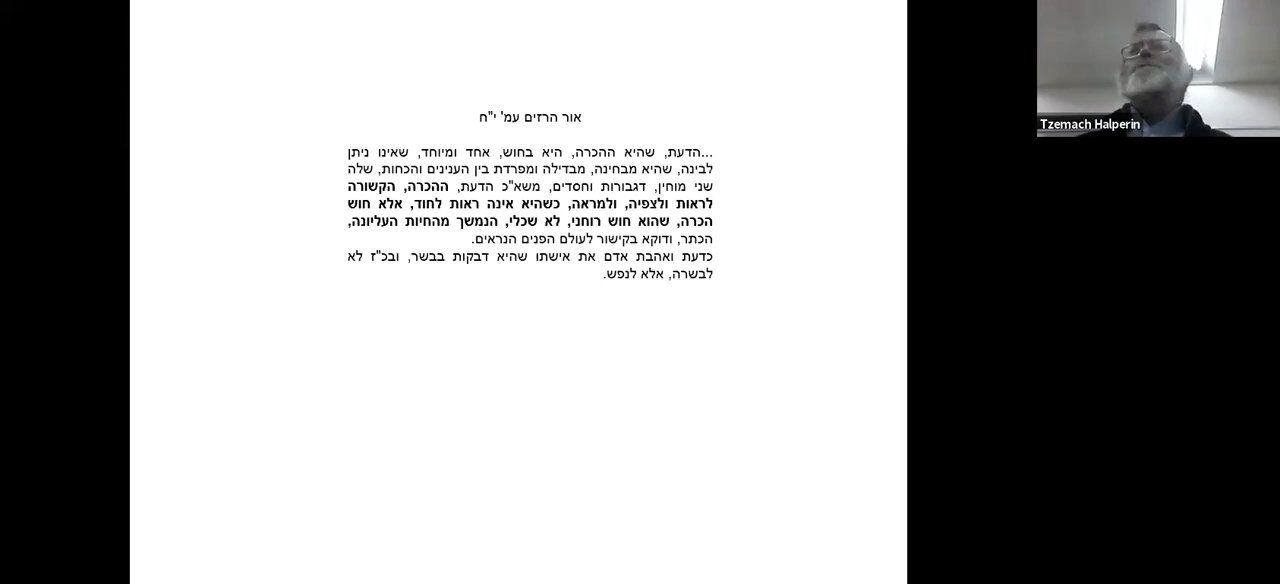 אור הרזים עמ' י"ח
...הדעת, שהיא ההכרה, היא בחוש, אחד ומיוחד, שאינו ניתן
לבינה, שהיא מבחינה, מבדילה ומפרדת בין הענינים והכחות, שלה
שני מוחין, דגבורות וחסדים, משא"כ הדעת, ההכרה, הקשורה
לראות ולצפיה, ולמראה, כשהיא אינה ראות לחוד, אלא חוש
הכרה, שהוא חוש רוחני, לא שכלי, הנמשך מהחיות העליונה,
הכתר, ודוקא בקישור לעולם הפנים הנראים.
כדעת ואהבת אדם את אישתו שהיא דבקות בבשר, ובכ"ז לא
לבשרה, אלא לנפש.
Tzemach Halperin